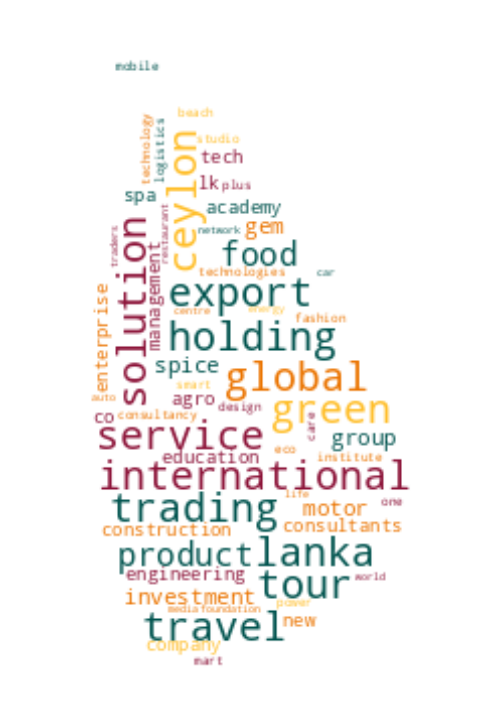 mobile
beach
technology
logistics
studio
ceylon
tech
lk
plus
spa
academy
restaurant
solution
traders
network
gem
management
food
technologies
car
enterprise
export
centre
energy
fashion
holding
spice
global
smart
auto
agro
design
green
co
consultancy
care
service
group
education
eco
institute
international
life
one
trading
motor
construction
consultants
product
lanka
engineering
tour
world
investment
power
media
foundation
travel
new
company
mart